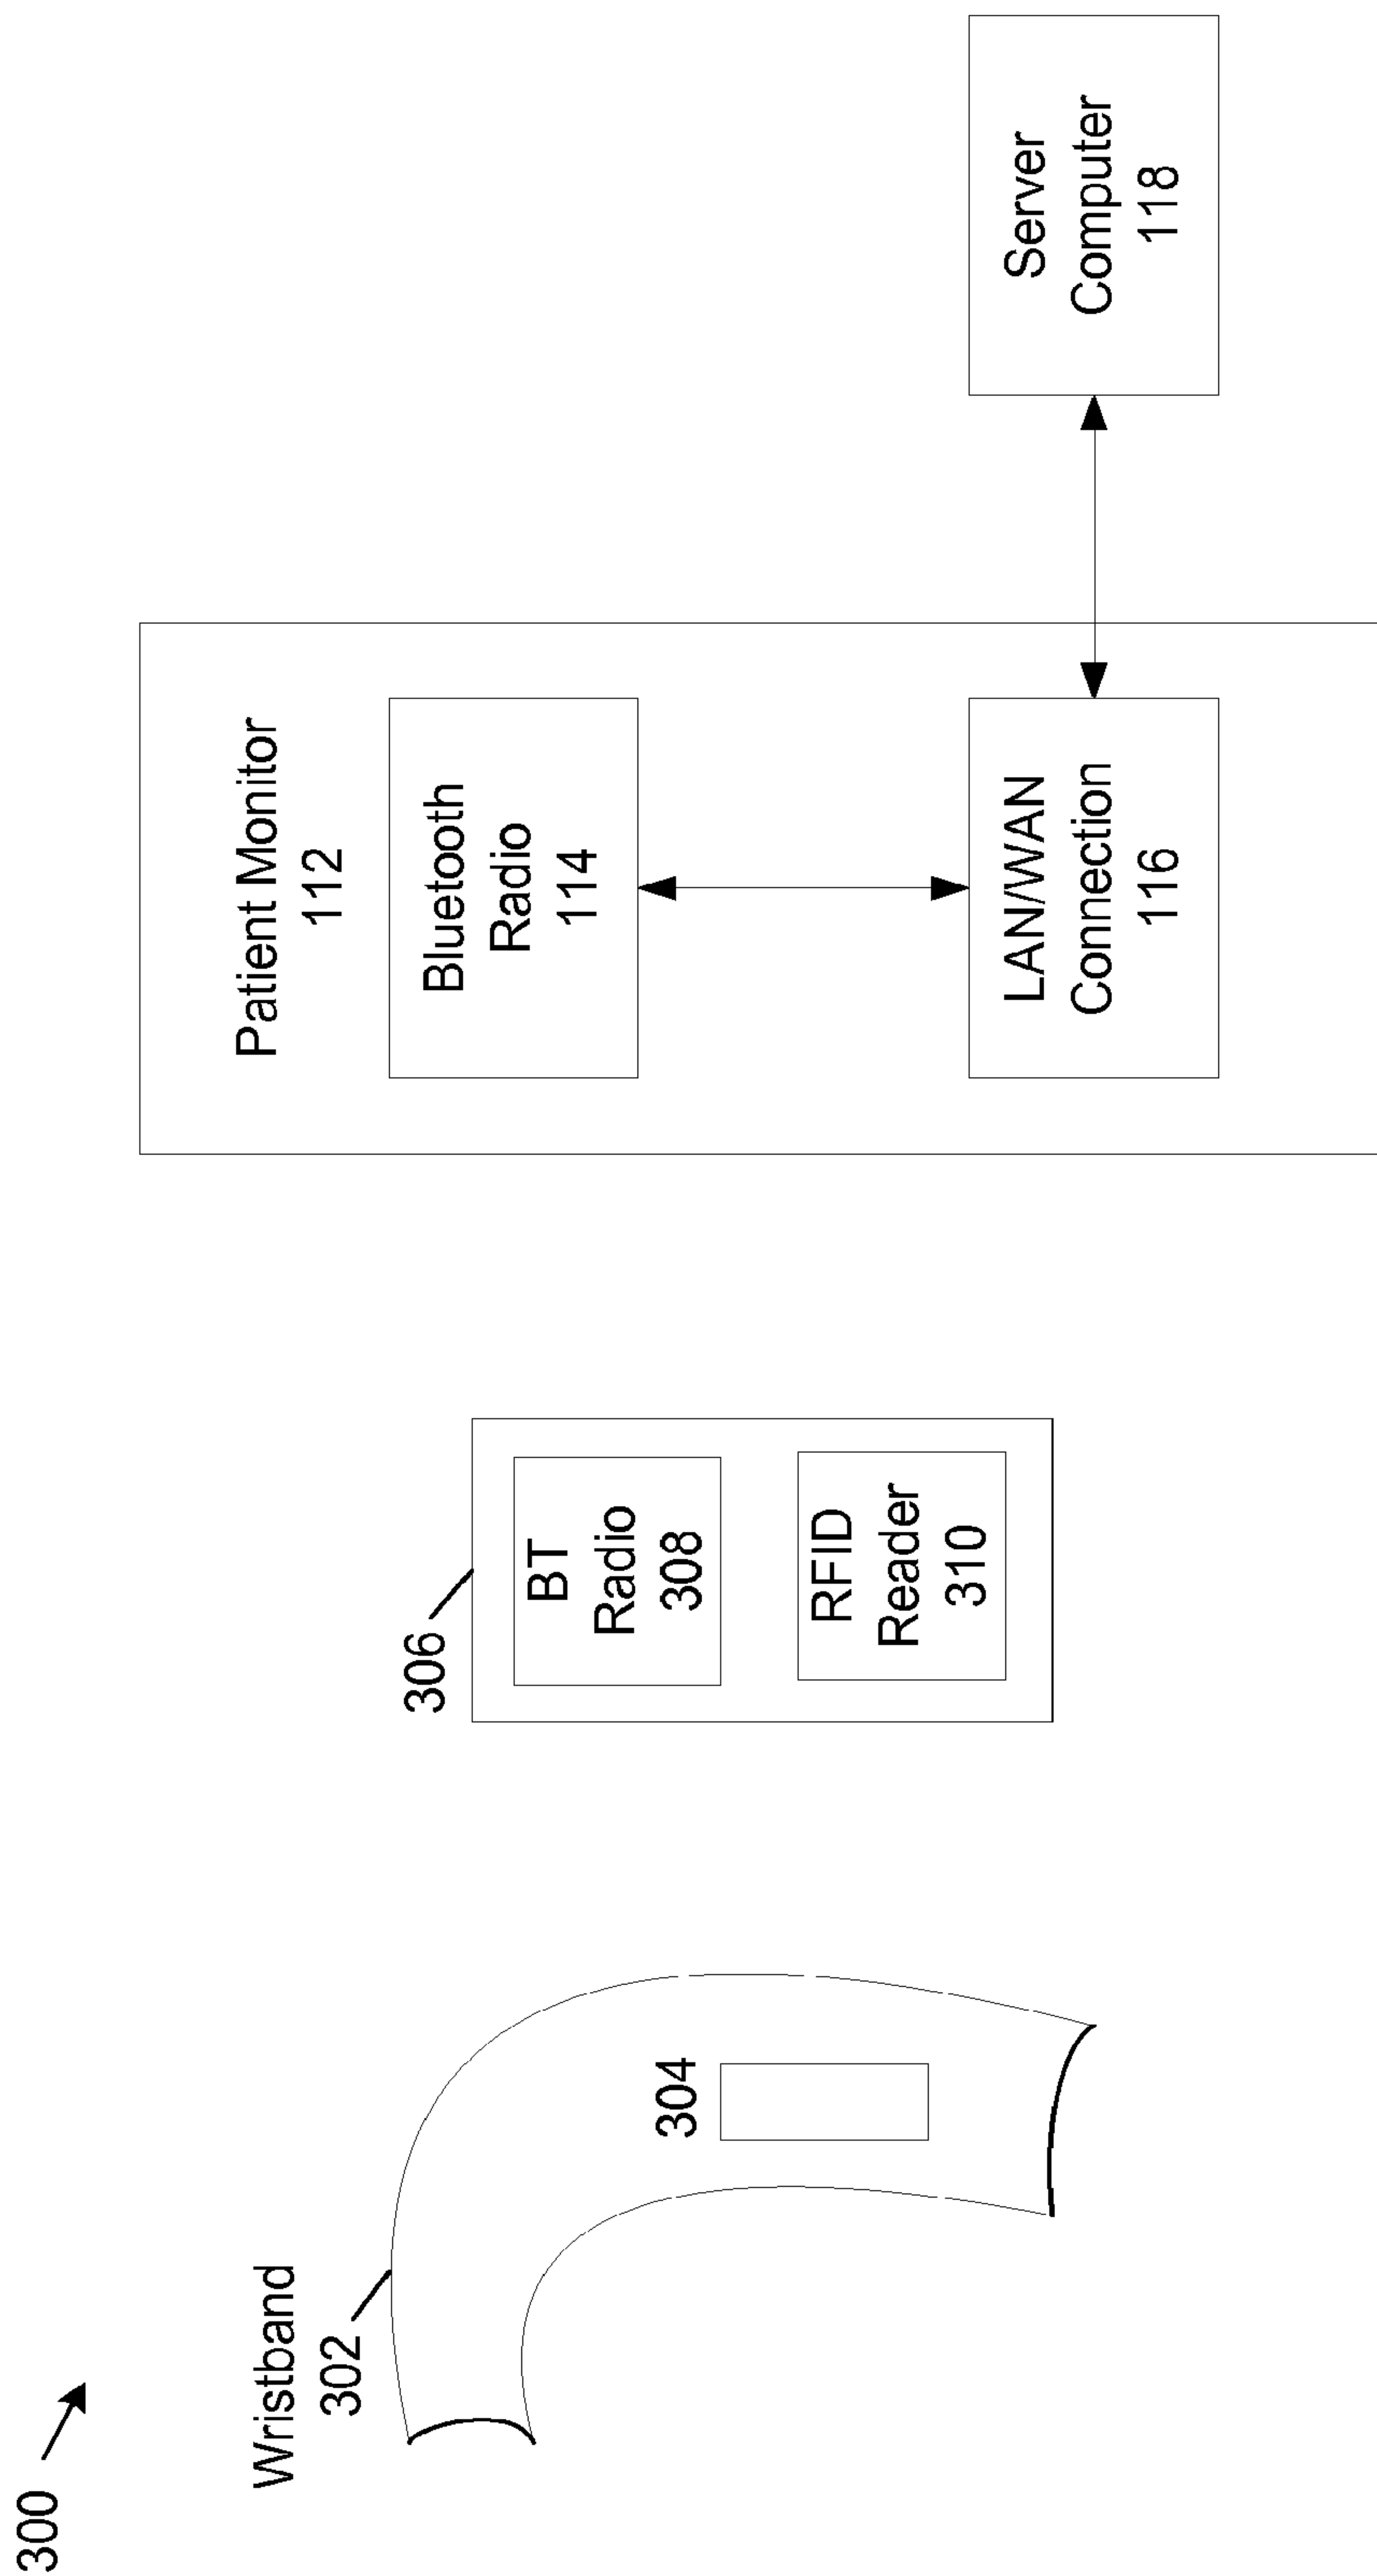 300
Wristband
302
304
306
BT
Radio
308
RFID
Reader
310
Patient Monitor
112
Bluetooth
Radio
114
LAN/WAN
Connection
116
Server
Computer
118